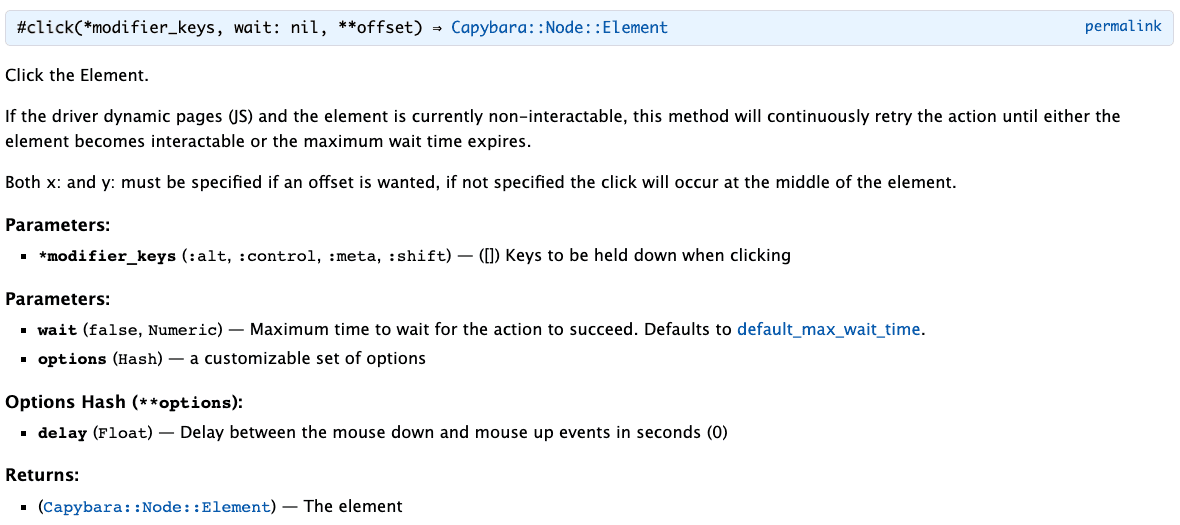 #click(*modifier_keys, wait: nil, **offset) ⇒ Capybara::Node::Element permalink
Click the Element.
If the driver dynamic pages (JS) and the element is currently non-interactable, this method will continuously retry the action until either the
element becomes interactable or the maximum wait time expires.
Both x: and y: must be specified if an offset is wanted, if not specified the click will occur at the middle of the element.
Parameters:
▪ *modifier_keys (:alt, :control, :meta, :shift) — ([]) Keys to be held down when clicking
Parameters:
▪ wait (false, Numeric) — Maximum time to wait for the action to succeed. Defaults to default_max_wait_time.
▪ options (Hash) — a customizable set of options
Options Hash (**options):
▪ delay (Float) — Delay between the mouse down and mouse up events in seconds (0)
Returns:
▪ (Capybara::Node::Element) — The element